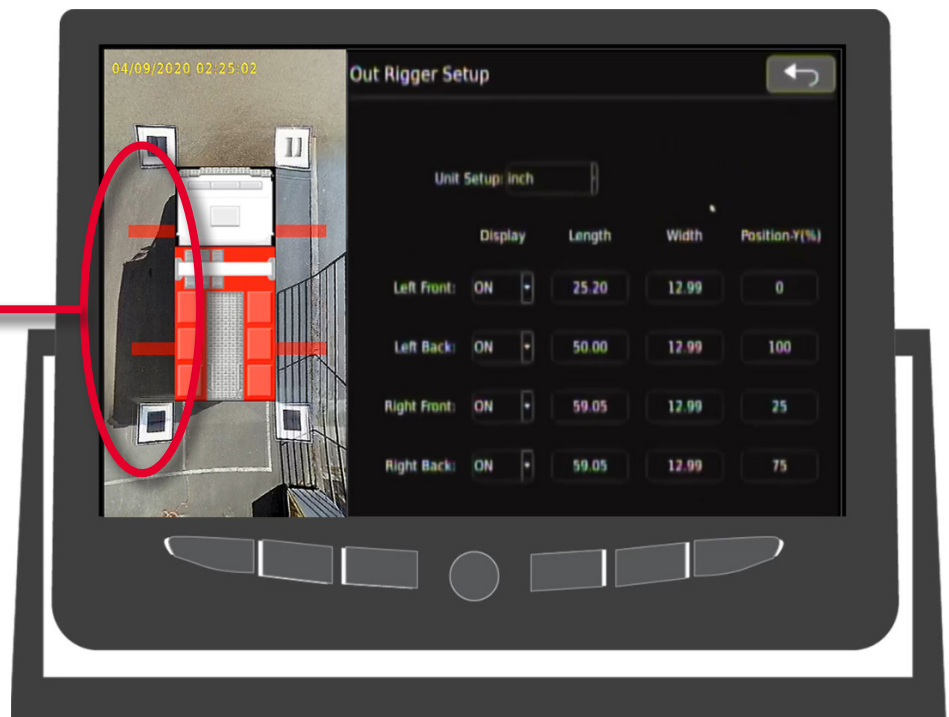 04/09/2020 02:25:02
Out Rigger Setup
Unit Setup: inch
Display Length Width Position-Y(%)
Left Front: ON 25.20 12.99 0
Left Back: ON 50.00 12.99 100
Right Front: ON 59.05 12.99 25
Right Back: ON 59.05 12.99 75